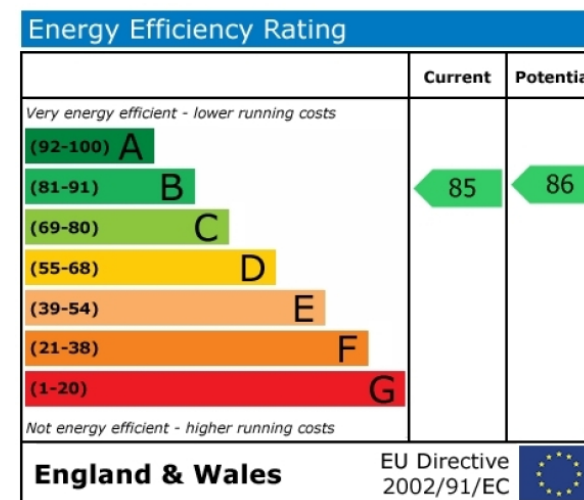 Energy Efficiency Rating
Current Potentia
Very energy efficient - lower running costs
(92-100) A
(81-91) B 85 86
(69-80) C
(55-68) D
(39-54) E
(21-38) F
(1-20) G
Not energy efficient - higher running costs
England & Wales
EU Directive
2002/91/EC